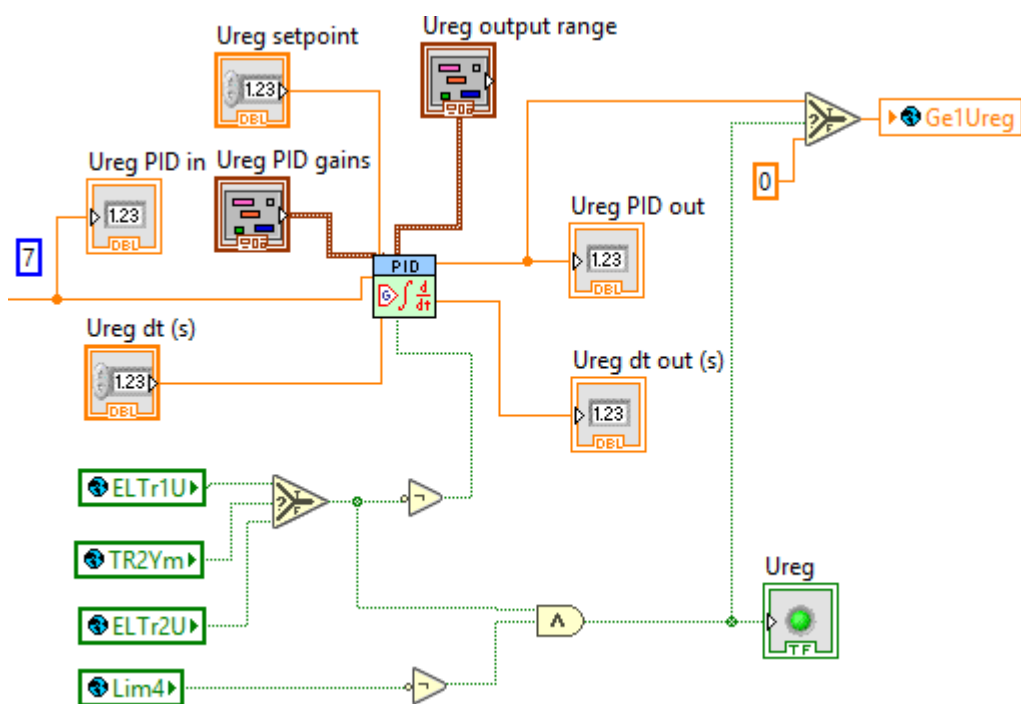 Ureg setpoint
1.23
DBL
Ureg output range
Ge1Ureg
Ureg PID in
1.23
DBL
Ureg PID gains
0
Ureg PID out
1.23
DBL
7
PID
G
d
dt
Ureg dt (s)
1.23
DBL
Ureg dt out (s)
1.23
DBL
ELTr1U
TR2Ym
ELTr2U
Lim4
? T F
? T F
Ureg
TF